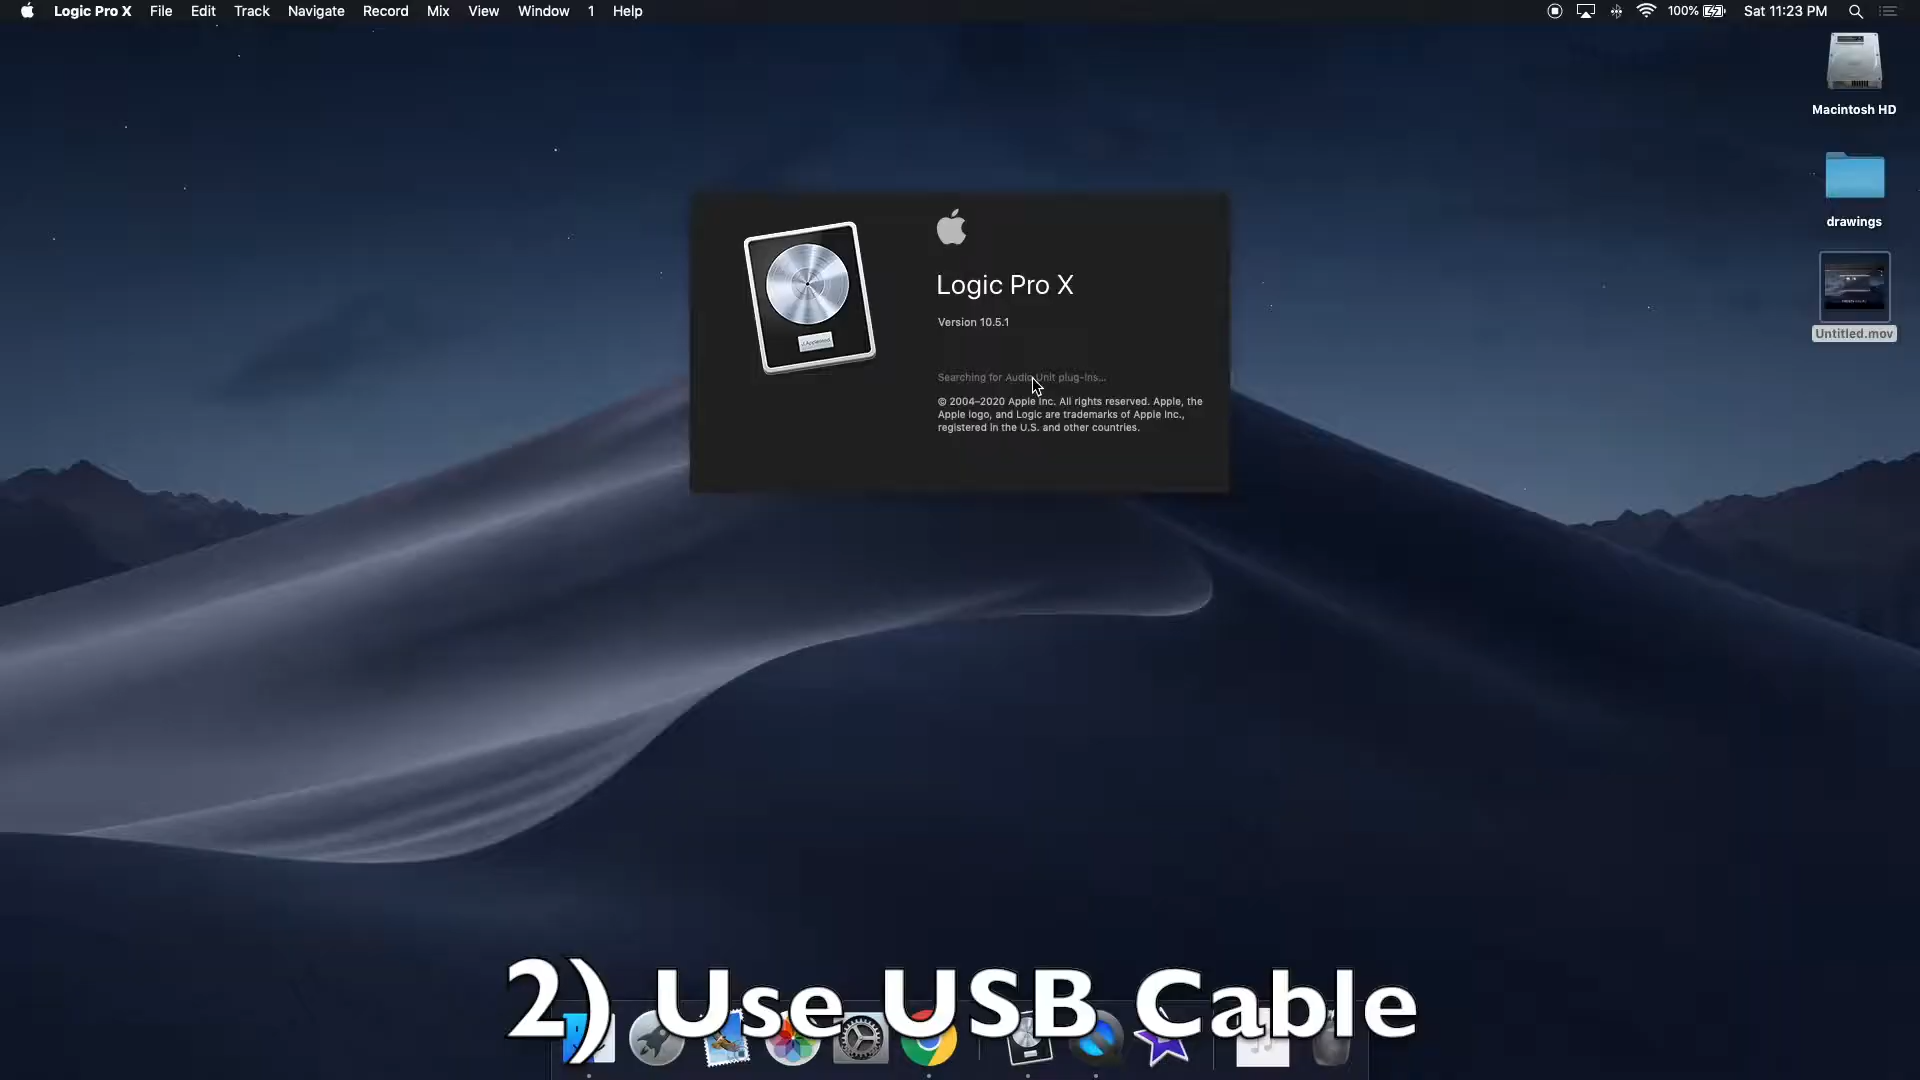 Logic Pro X File Edit Track Navigate Record Mix View Window 1 Help 100% Sat 11:23 PM
Macintosh HD
drawings
Untitled.mov
Logic Pro X
Version 10.5.1
Searching for Audio Unit plug-ins...
© 2004–2020 Apple Inc. All rights reserved. Apple, the
Apple logo, and Logic are trademarks of Apple Inc.,
registered in the U.S. and other countries.
2) Use USB Cable